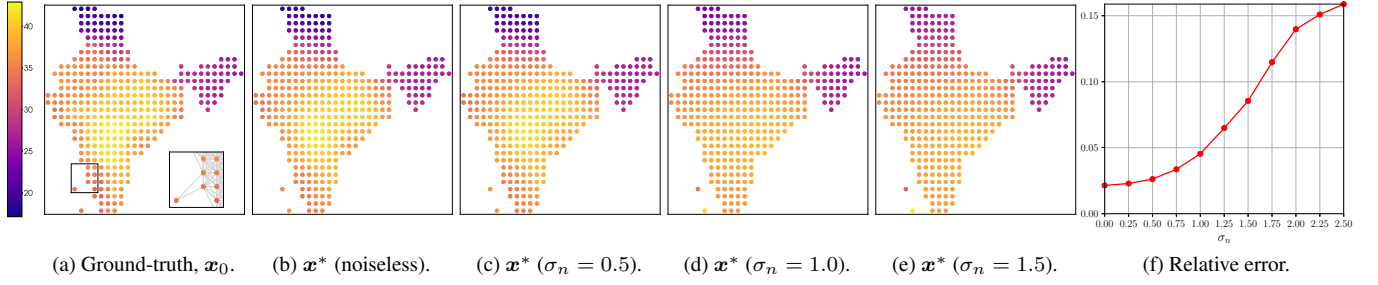 40
35
30
25
20
0.15
0.10
0.05
0.00
0.00 0.25 0.50 0.75 1.00 1.25 1.50 1.75 2.00 2.25 2.50
σₙ
(a) Ground-truth, x₀.
(b) x* (noiseless).
(c) x* (σₙ = 0.5).
(d) x* (σₙ = 1.0).
(e) x* (σₙ = 1.5).
(f) Relative error.